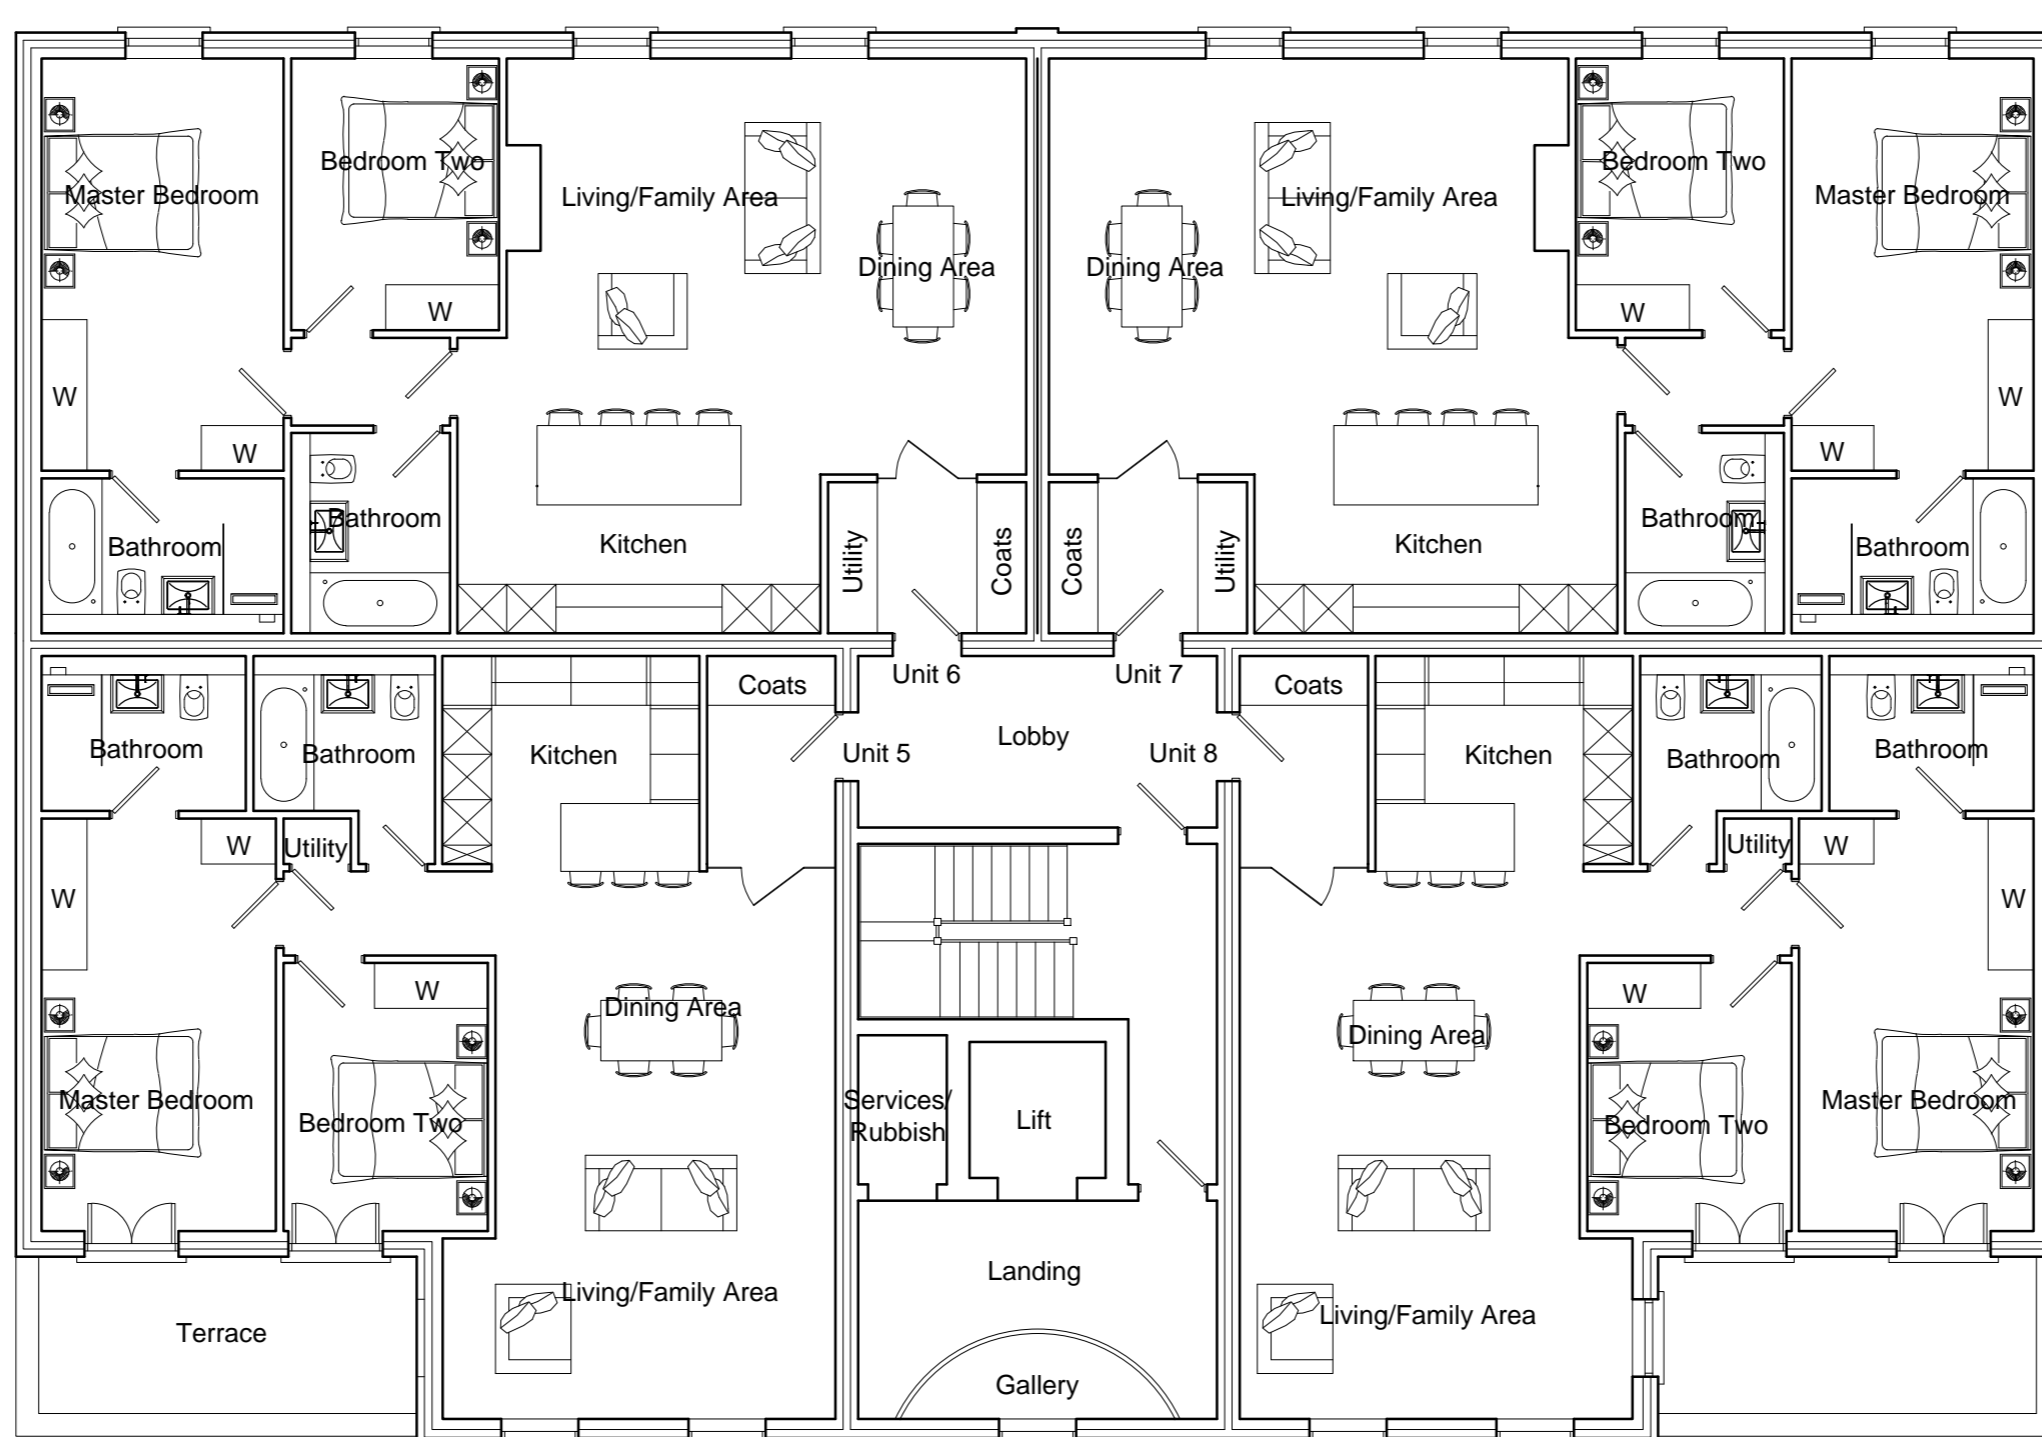 Bedroom Two
Bedroom Two
Master Bedroom
Living/Family Area
Living/Family Area
Master Bedroom
Dining Area
Dining Area
W
W
W
W
W
W
Bathroom
Kitchen
Utility
Coats
Coats
Utility
Kitchen
Bathroom
Bathroom
Bathroom
Unit 6
Unit 7
Coats
Coats
Bathroom
Bathroom
Kitchen
Unit 5
Lobby
Unit 8
Kitchen
Bathroom
Bathroom
W
Utility
Utility
W
W
W
W
W
Dining Area
Dining Area
Master Bedroom
Bedroom Two
Services/
Rubbish
Lift
Bedroom Two
Master Bedroom
Landing
Living/Family Area
Living/Family Area
Terrace
Gallery